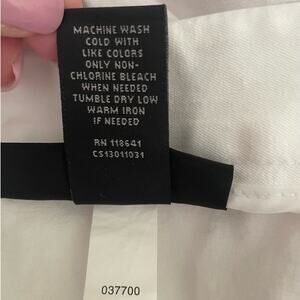 MACHINE WASH
COLD WITH
LIKE COLORS
ONLY NON-
CHLORINE BLEACH
WHEN NEEDED
TUMBLE DRY LOW
WARM IRON
IF NEEDED
RN 118641
CS13011031
037700